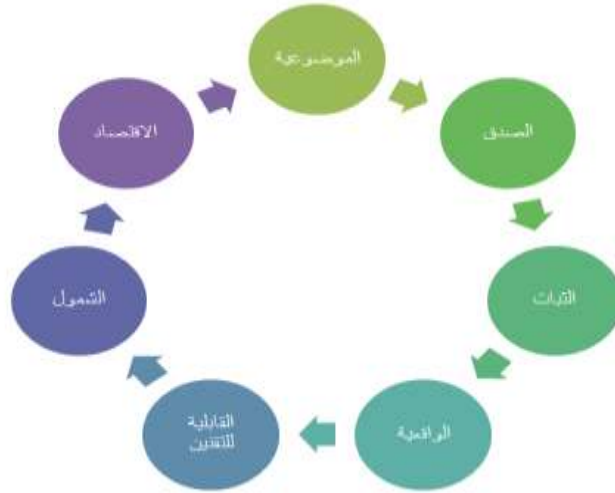 الموضوعية
الصدق
الثبات
الواقعية
القابلية
للتقنين
الشمول
الاقتصاد